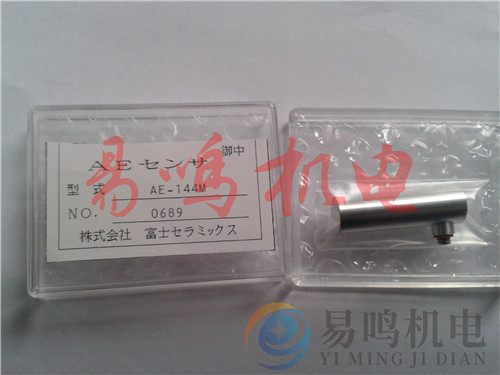 御中
AEセンサ
型 式 AE-144M
NO. 0689
株式会社 富士セラミックス
易鸣机电
易鸣机电
YI MING JI DIAN